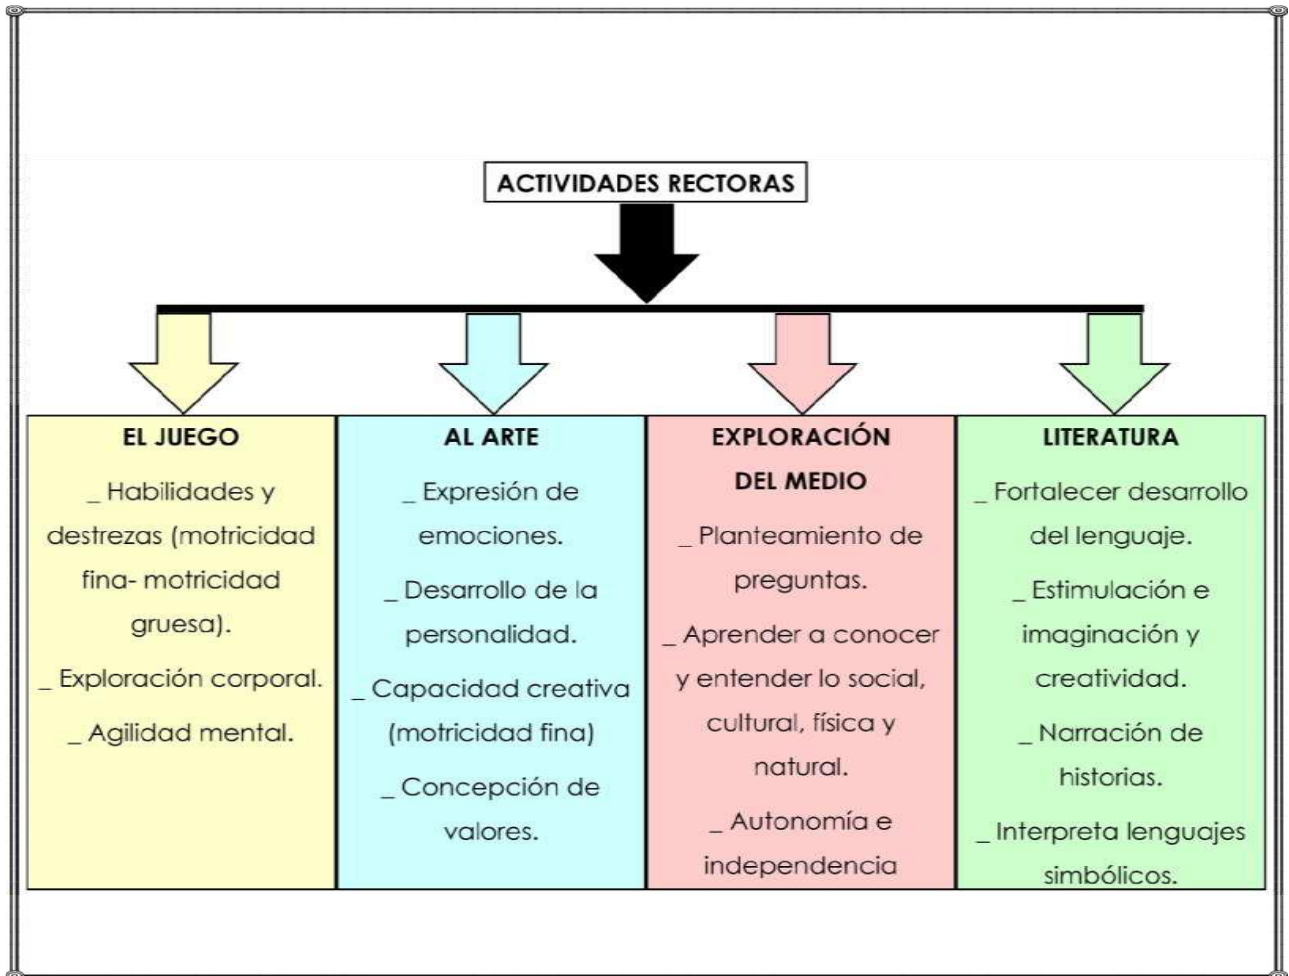 ACTIVIDADES RECTORAS
EL JUEGO
_ Habilidades y
destrezas (motricidad
fina- motricidad
gruesa).
_ Exploración corporal.
_ Agilidad mental.
AL ARTE
_ Expresión de
emociones.
_ Desarrollo de la
personalidad.
_ Capacidad creativa
(motricidad fina)
_ Concepción de
valores.
EXPLORACIÓN
DEL MEDIO
_ Planteamiento de
preguntas.
_ Aprender a conocer
y entender lo social,
cultural, física y
natural.
_ Autonomía e
independencia
LITERATURA
_ Fortalecer desarrollo
del lenguaje.
_ Estimulación e
imaginación y
creatividad.
_ Narración de
historias.
_ Interpreta lenguajes
simbólicos.